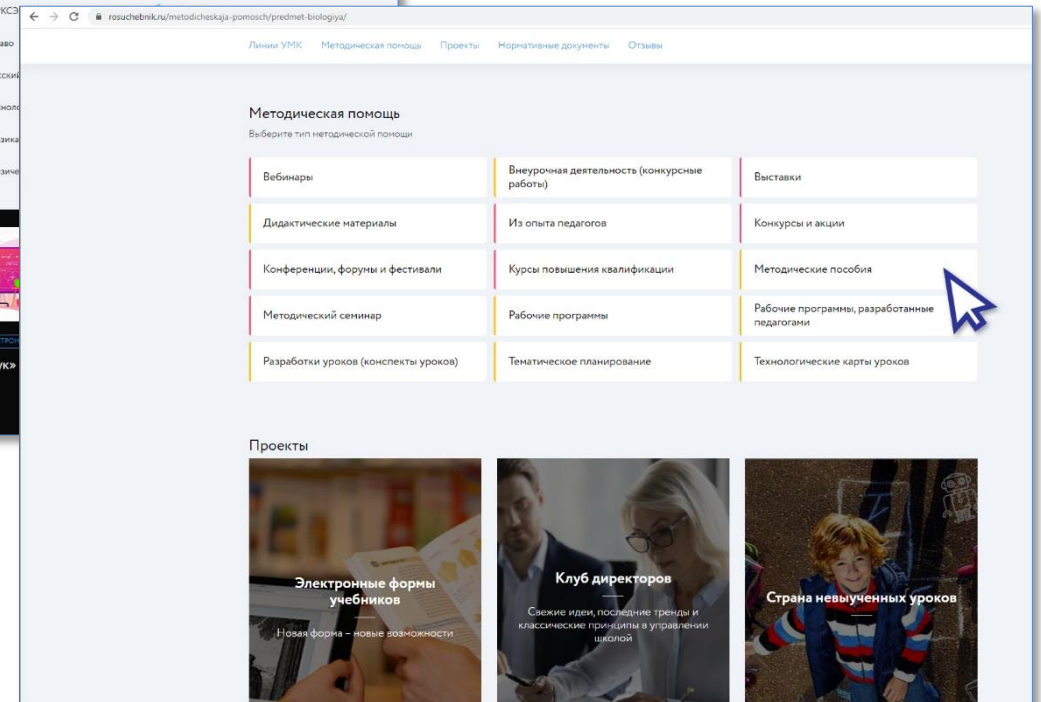 rosuchebnik.ru/metodicheskaja-pomosch/predmet-biologiya/
Линии УМК Методическая помощь Проекты Нормативные документы Отзывы
Методическая помощь
Выберите тип методической помощи
Вебинары
Внеурочная деятельность (конкурсные
работы)
Выставки
Дидактические материалы
Из опыта педагогов
Конкурсы и акции
Конференции, форумы и фестивали
Курсы повышения квалификации
Методические пособия
Методический семинар
Рабочие программы
Рабочие программы, разработанные
педагогами
Разработки уроков (конспекты уроков)
Тематическое планирование
Технологические карты уроков
Проекты
Электронные формы
учебников
Новая форма – новые возможности
Клуб директоров
Свежие идеи, последние тренды и
классические принципы в управлении
школой
Страна невыученных уроков